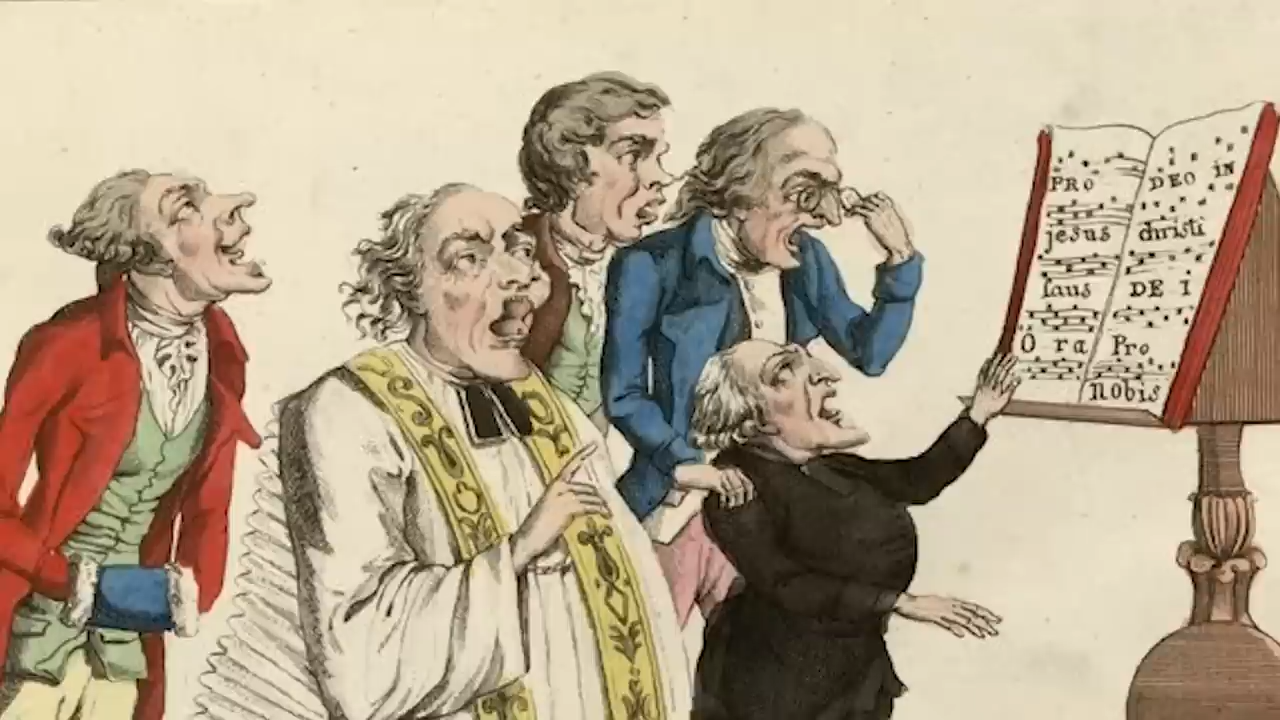 PRO
jesus
laus
O ra
DEO in
christi
DE I
Pro
nobis